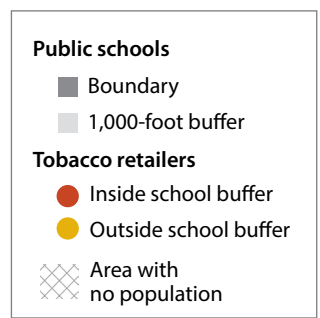 Public schools
Boundary
1,000-foot buffer
Tobacco retailers
Inside school buffer
Outside school buffer
Area with
no population